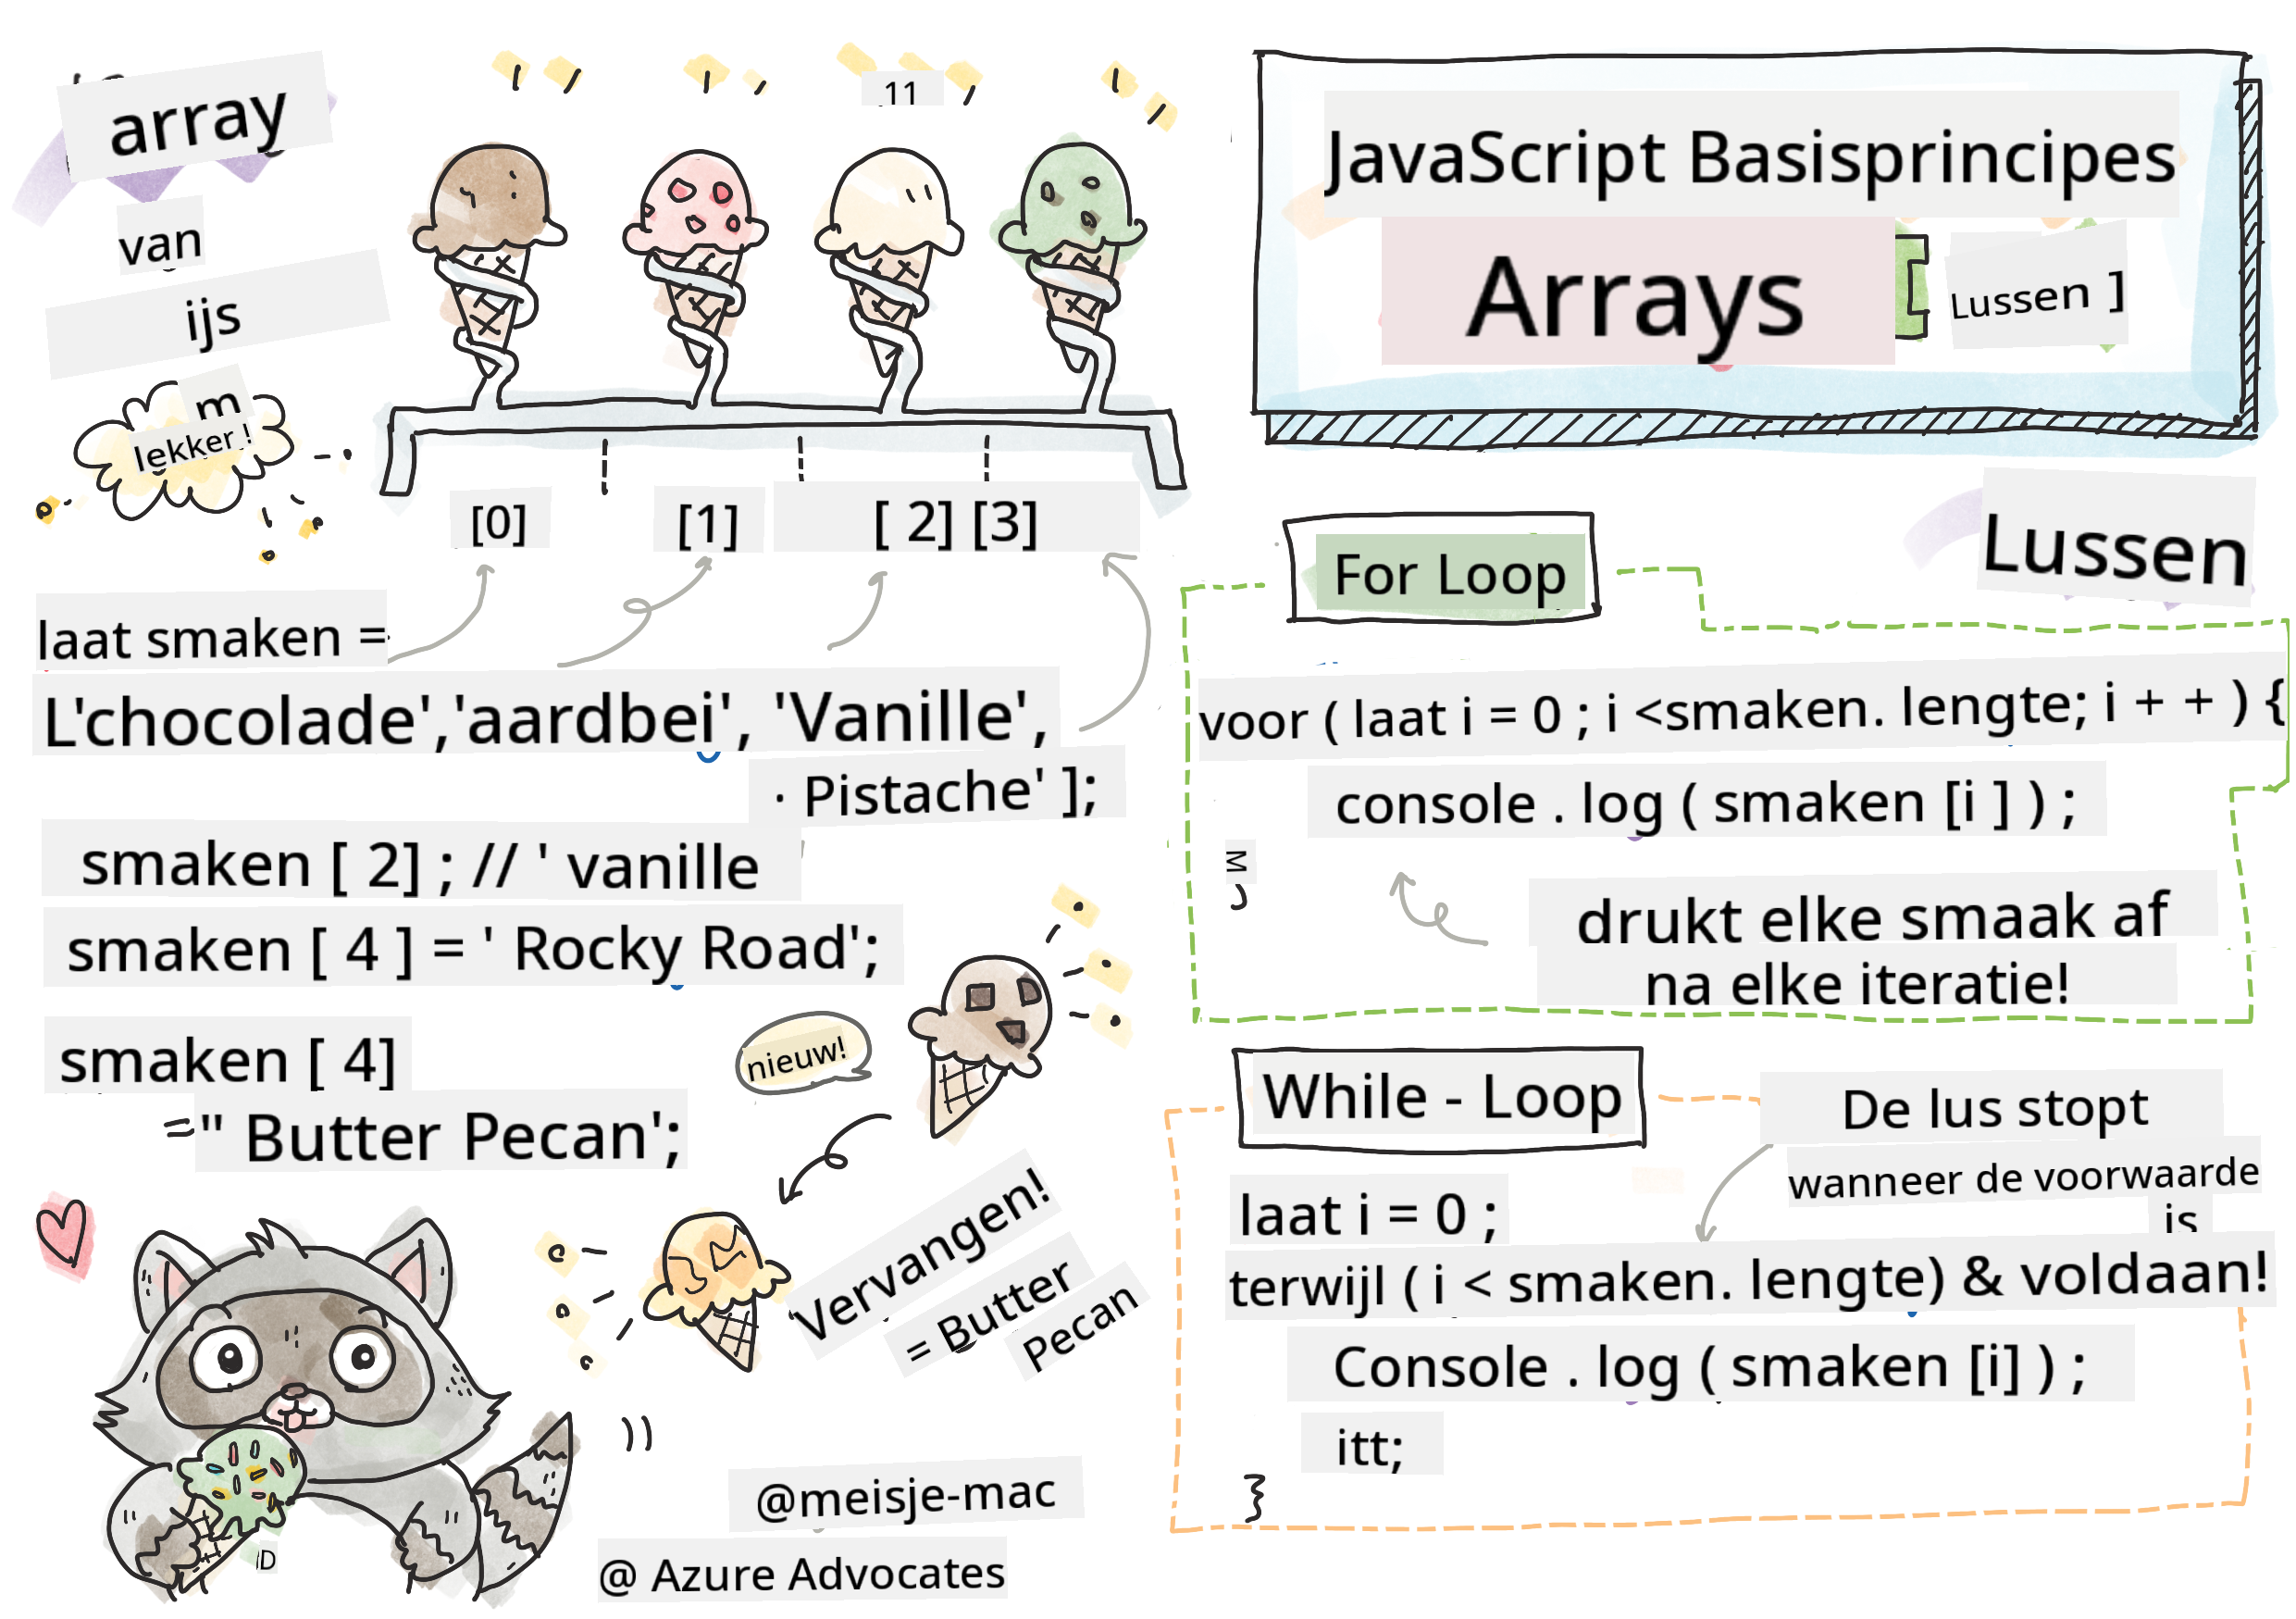 array
van
ijs
m
lekker !
11
[0] [1] [ 2] [3]
laat smaken =
L'chocolade', 'aardbei', 'Vanille',
· Pistache' ];
smaken [ 2] ; // ' vanille
smaken [ 4 ] = ' Rocky Road';
smaken [ 4]
=" Butter Pecan';
nieuw!
Vervangen!
= Butter
Pecan
@meisje-mac
@ Azure Advocates
D
JavaScript Basisprincipes
Arrays [ Lussen ]
Lussen
For Loop
voor ( laat i = 0 ; i <smaken. lengte; i + + ) {
console . log ( smaken [i ] ) ;
drukt elke smaak af
na elke iteratie!
While - Loop
De lus stopt
wanneer de voorwaarde
is
laat i = 0 ;
terwijl ( i < smaken. lengte) & voldaan!
Console . log ( smaken [i] ) ;
itt;
}